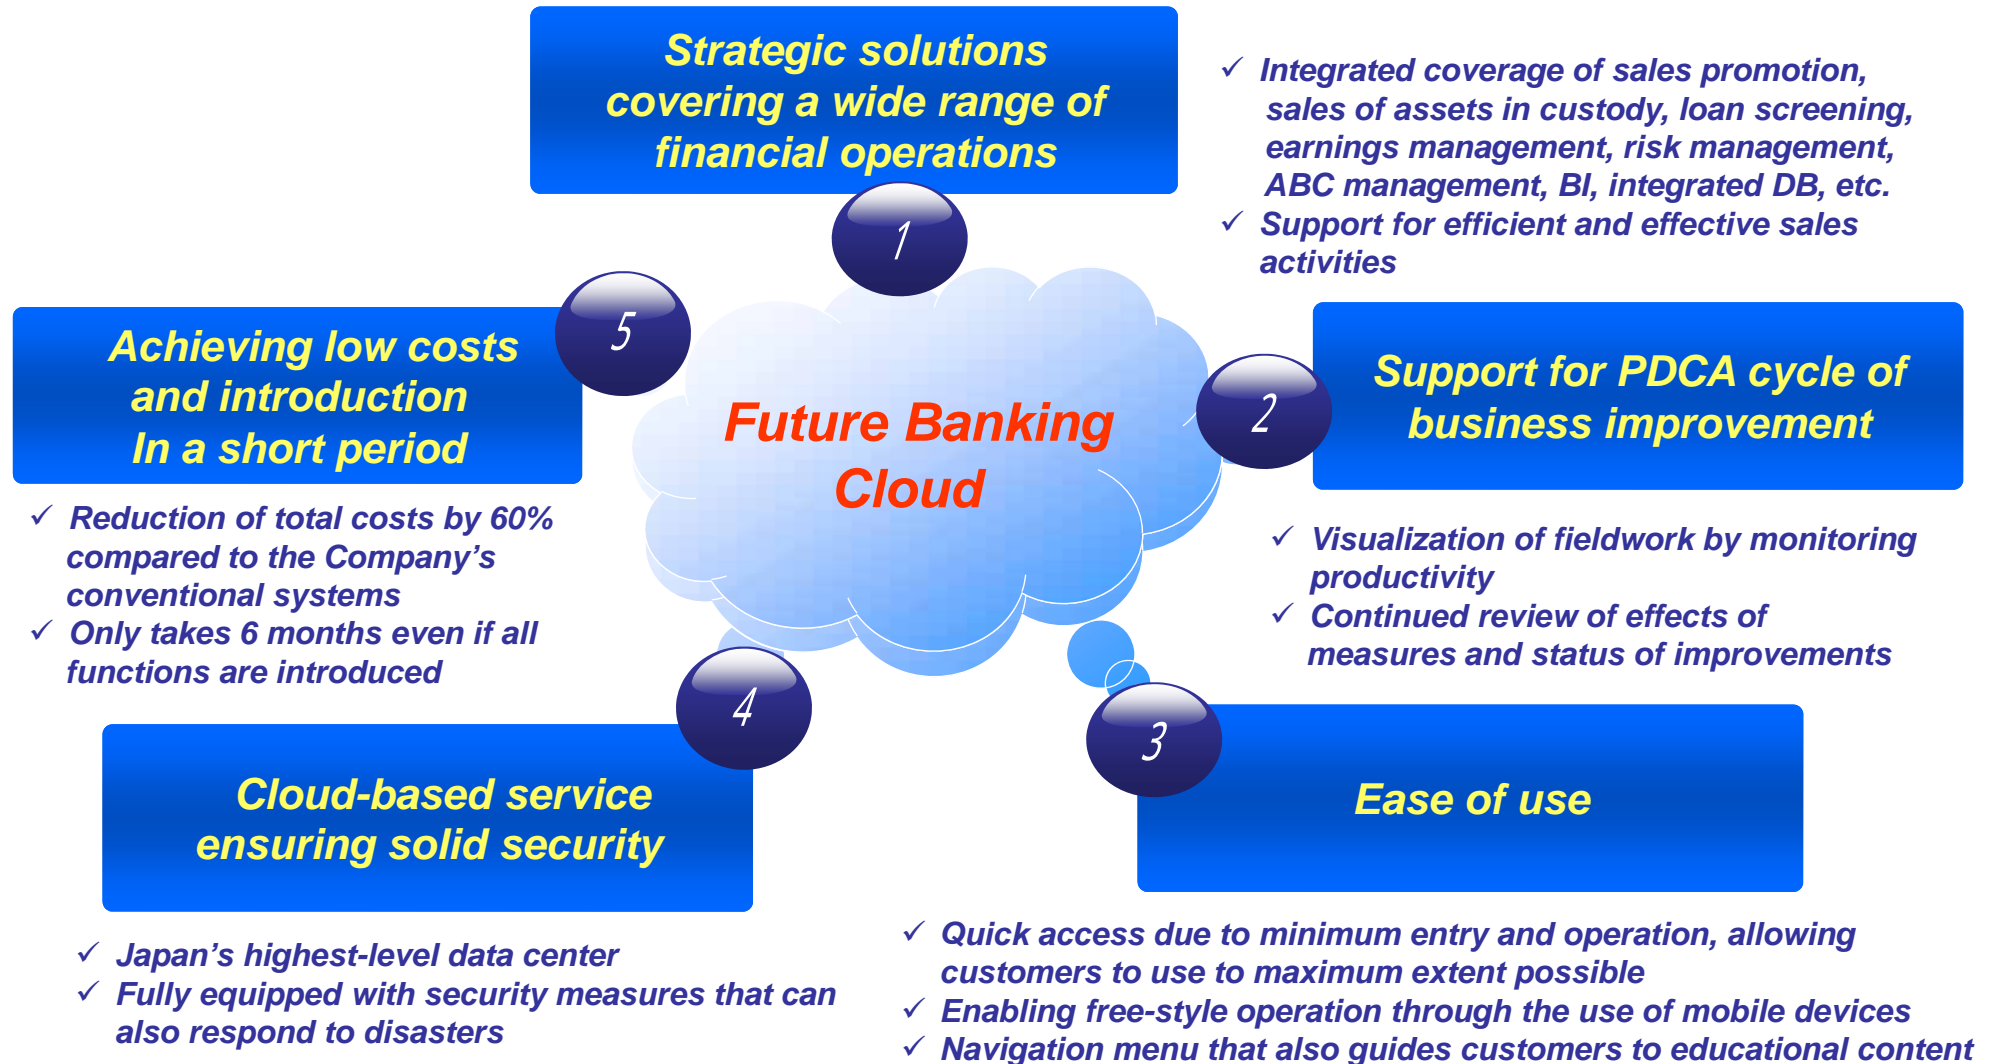 Strategic solutions
covering a wide range of
financial operations
✓ Integrated coverage of sales promotion,
sales of assets in custody, loan screening,
earnings management, risk management,
ABC management, BI, integrated DB, etc.
✓ Support for efficient and effective sales
activities
1
Future Banking
Cloud
2
Support for PDCA cycle of
business improvement
✓ Visualization of fieldwork by monitoring
productivity
✓ Continued review of effects of
measures and status of improvements
3
Ease of use
✓ Quick access due to minimum entry and operation, allowing
customers to use to maximum extent possible
✓ Enabling free-style operation through the use of mobile devices
✓ Navigation menu that also guides customers to educational content
4
Cloud-based service
ensuring solid security
✓ Japan’s highest-level data center
✓ Fully equipped with security measures that can
also respond to disasters
5
Achieving low costs
and introduction
In a short period
✓ Reduction of total costs by 60%
compared to the Company’s
conventional systems
✓ Only takes 6 months even if all
functions are introduced